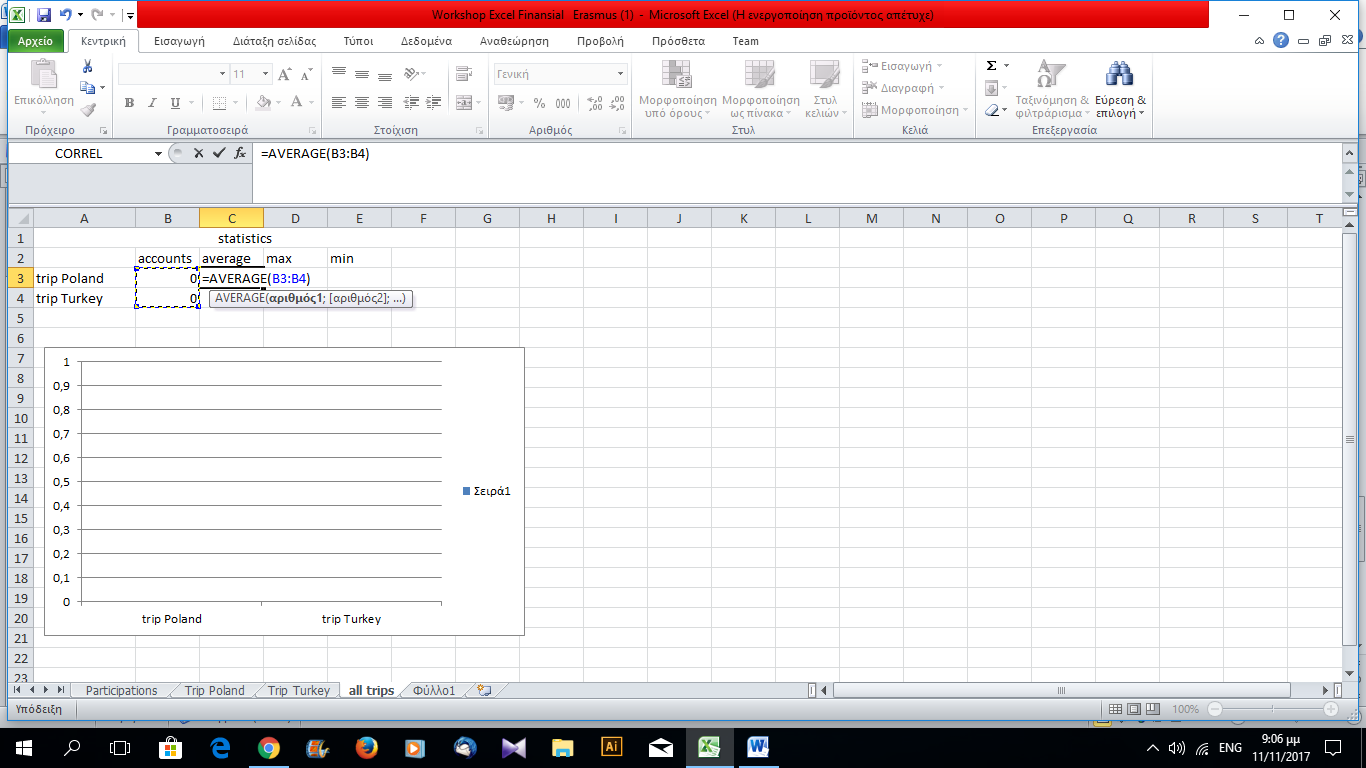 Workshop Excel Finansial Erasmus (1) - Microsoft Excel (Η ενεργοποίηση προϊόντος απέτυχε)
Αρχείο Κεντρική Εισαγωγή Διάταξη σελίδας Τύποι Δεδομένα Αναθεώρηση Προβολή Πρόσθετα Team
Επικόλληση
Πρόχειρο
11
B I U A
Γραμματοσειρά
Στοίχιση
Γενική
% 000
Αριθμός
Μορφοποίηση υπό όρους
Μορφοποίηση ως πίνακα
Στυλ κελιών
Στυλ
Εισαγωγή
Διαγραφή
Μορφοποίηση
Κελιά
Σ
Ταξινόμηση & φιλτράρισμα
Εύρεση & επιλογή
Επεξεργασία
CORREL fx =AVERAGE(B3:B4)
A B C D E F G H I J K L M N O P Q R S T
1 statistics
2 accounts average max min
3 trip Poland 0 =AVERAGE(B3:B4)
4 trip Turkey 0 AVERAGE(αριθμός1; [αριθμός2]; ...)
5
6
7
8
9
10
11
12
13
14
15
16
17
18
19
20
21
22
23
1
0,9
0,8
0,7
0,6
0,5
0,4
0,3
0,2
0,1
0
trip Poland trip Turkey
Σειρά1
Participations Trip Poland Trip Turkey all trips Φύλλο1
Υπόδειξη 100%
Ai W ENG 9:06 μμ
11/11/2017